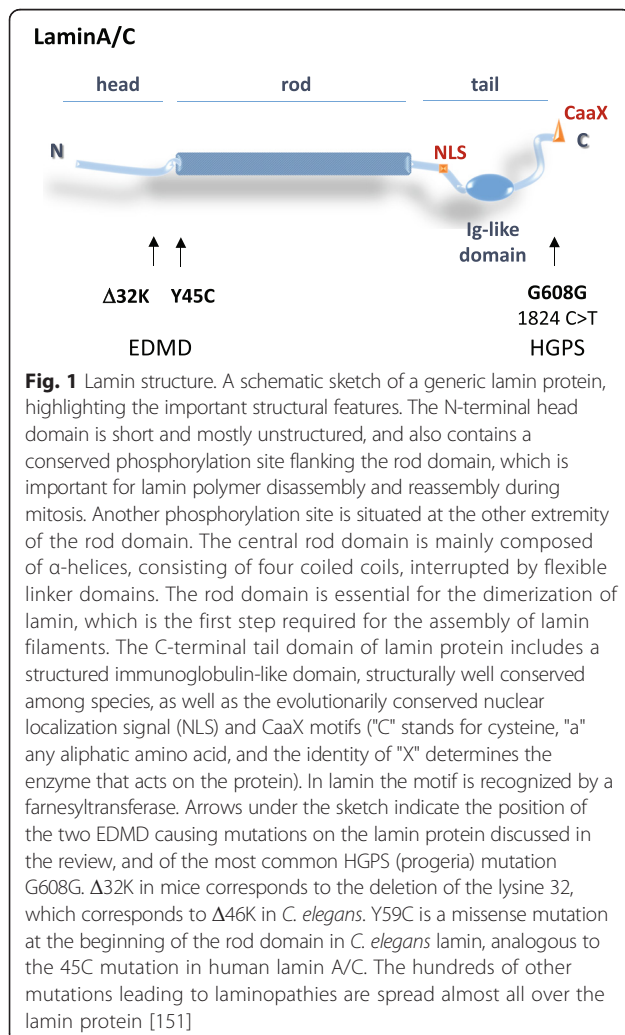 LaminA/C
head rod tail
CaaX
N NLS C
Ig-like
domain
Δ32K Y45C G608G
1824 C>T
EDMD HGPS
Fig. 1 Lamin structure. A schematic sketch of a generic lamin protein,
highlighting the important structural features. The N-terminal head
domain is short and mostly unstructured, and also contains a
conserved phosphorylation site flanking the rod domain, which is
important for lamin polymer disassembly and reassembly during
mitosis. Another phosphorylation site is situated at the other extremity
of the rod domain. The central rod domain is mainly composed
of α-helices, consisting of four coiled coils, interrupted by flexible
linker domains. The rod domain is essential for the dimerization of
lamin, which is the first step required for the assembly of lamin
filaments. The C-terminal tail domain of lamin protein includes a
structured immunoglobulin-like domain, structurally well conserved
among species, as well as the evolutionarily conserved nuclear
localization signal (NLS) and CaaX motifs ("C" stands for cysteine, "a"
any aliphatic amino acid, and the identity of "X" determines the
enzyme that acts on the protein). In lamin the motif is recognized by a
farnesyltransferase. Arrows under the sketch indicate the position of
the two EDMD causing mutations on the lamin protein discussed in
the review, and of the most common HGPS (progeria) mutation
G608G. Δ32K in mice corresponds to the deletion of the lysine 32,
which corresponds to Δ46K in C. elegans. Y59C is a missense mutation
at the beginning of the rod domain in C. elegans lamin, analogous to
the 45C mutation in human lamin A/C. The hundreds of other
mutations leading to laminopathies are spread almost all over the
lamin protein [151]